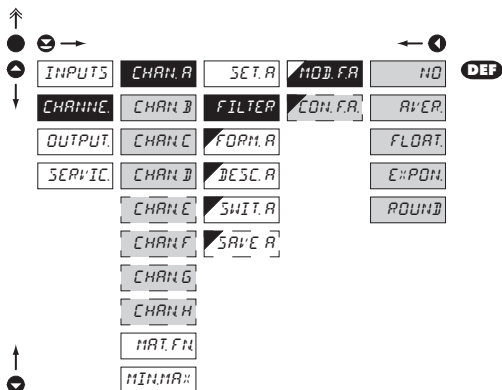 INPUTS CHAN. A SET. A MOD. F.A. NO DEF
CHANNE. CHAN. B FILTER CON. F.A. AVER.
OUTPUT. CHAN. C FORM. A FLOAT.
SERVIC. CHAN. D DESC. A EXPON.
CHAN. E SWIT. A ROUND
CHAN. F SAVE A
CHAN. G
CHAN. H
MAT. FN.
MIN.MAX